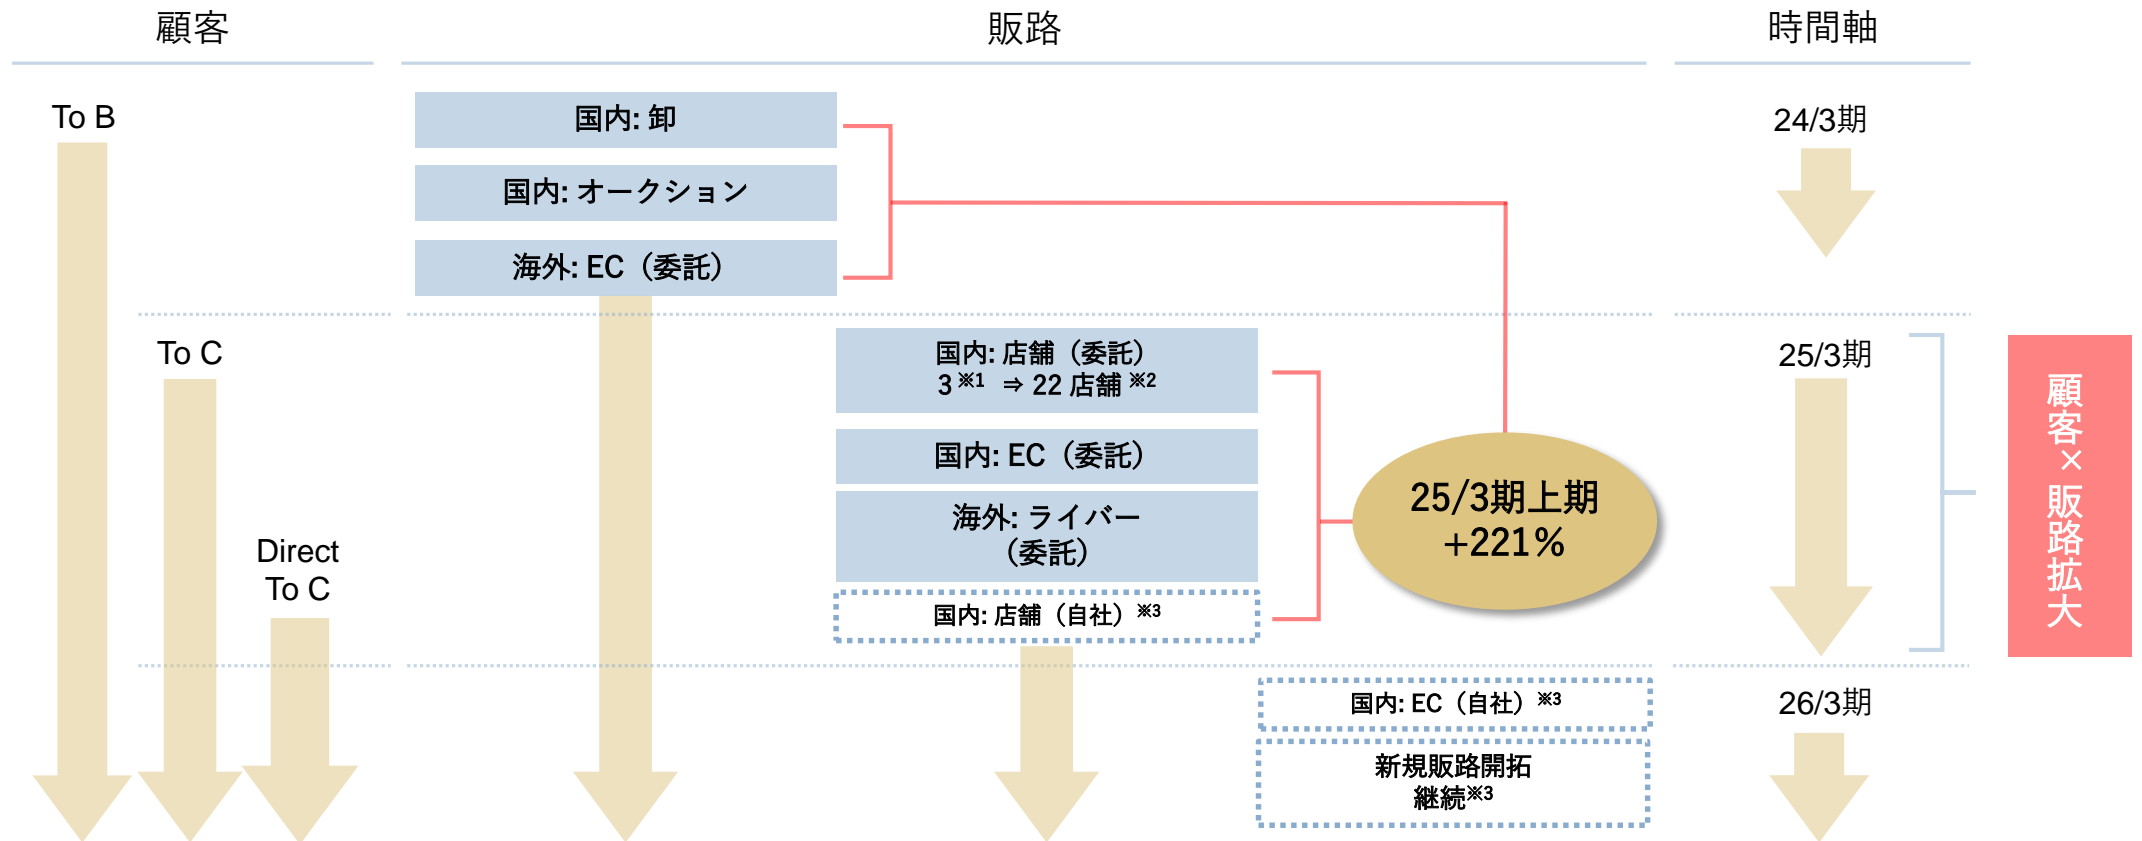 顧客
販路
時間軸
To B
国内: 卸
国内: オークション
海外: EC（委託）
24/3期
To C
国内: 店舗（委託）
3※1 ⇒ 22 店舗※2
国内: EC（委託）
海外: ライバー
（委託）
国内: 店舗（自社）※3
25/3期上期
+221%
25/3期
顧客×販路拡大
Direct
To C
国内: EC（自社）※3
新規販路開拓
継続※3
26/3期